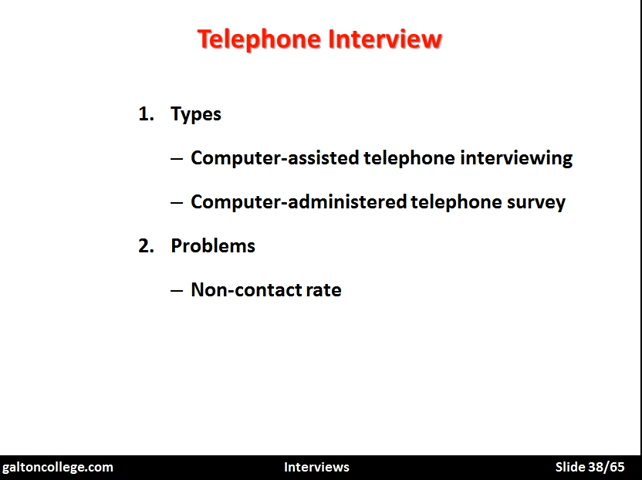 Telephone Interview
1. Types
– Computer-assisted telephone interviewing
– Computer-administered telephone survey
2. Problems
– Non-contact rate
galtoncollege.com Interviews Slide 38/65